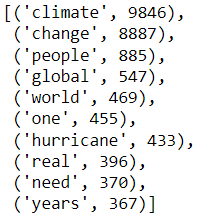 [('climate', 9846),
('change', 8887),
('people', 885),
('global', 547),
('world', 469),
('one', 455),
('hurricane', 433),
('real', 396),
('need', 370),
('years', 367)]